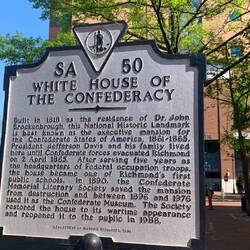 SA 50
WHITE HOUSE OF
THE CONFEDERACY
Built in 1818 as the residence of Dr. John
Brockenbrough, this National Historic Landmark
is best known as the executive mansion for
the Confederate States of America, 1861-1865.
President Jefferson Davis and his family lived
here until Confederate forces evacuated Richmond
on 2 April 1865. After serving five years as
the headquarters of Federal occupation troops,
the house became one of Richmond's first
public schools. In 1890, the Confederate
Memorial Literary Society saved the mansion
from destruction and between 1896 and 1976
used it as the Confederate Museum. The Society
restored the house to its wartime appearance
and reopened it to the public in 1988.